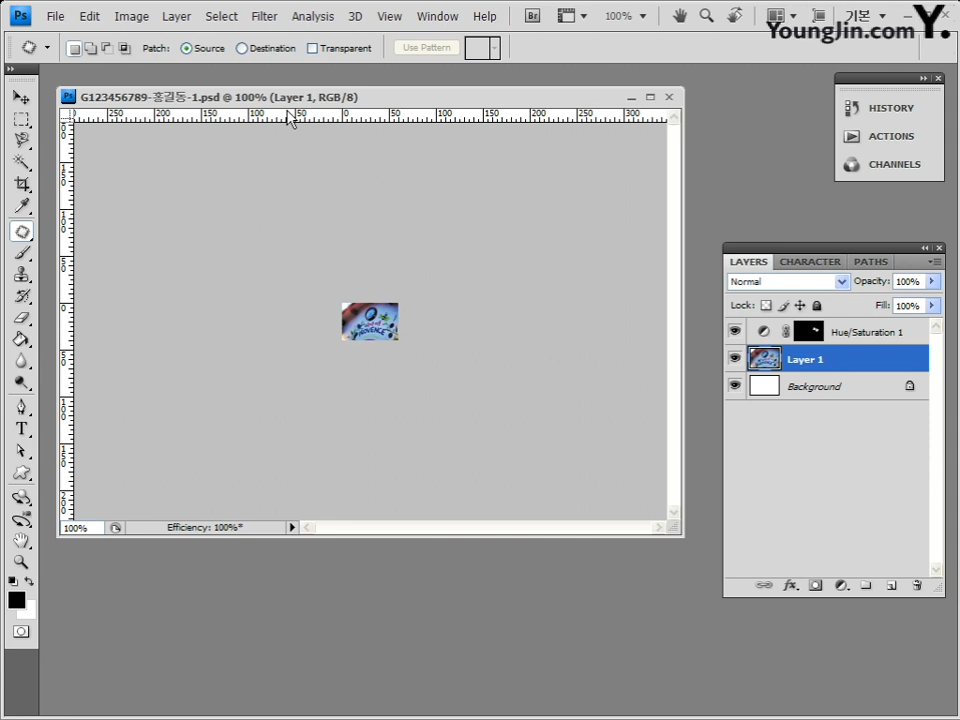 Ps File Edit Image Layer Select Filter Analysis 3D View Window Help Br 100% 기본
YoungJin.com Y.
Patch: Source Destination Transparent Use Pattern
Ps G123456789-홍길동-1.psd @ 100% (Layer 1, RGB/8)
250 200 150 100 50 0 50 100 150 200 250 300
HISTORY
ACTIONS
CHANNELS
LAYERS CHARACTER PATHS
Normal Opacity: 100%
Lock: Fill: 100%
Hue/Saturation 1
Layer 1
Background
PROVENCE
T
fx
100% Efficiency: 100%*